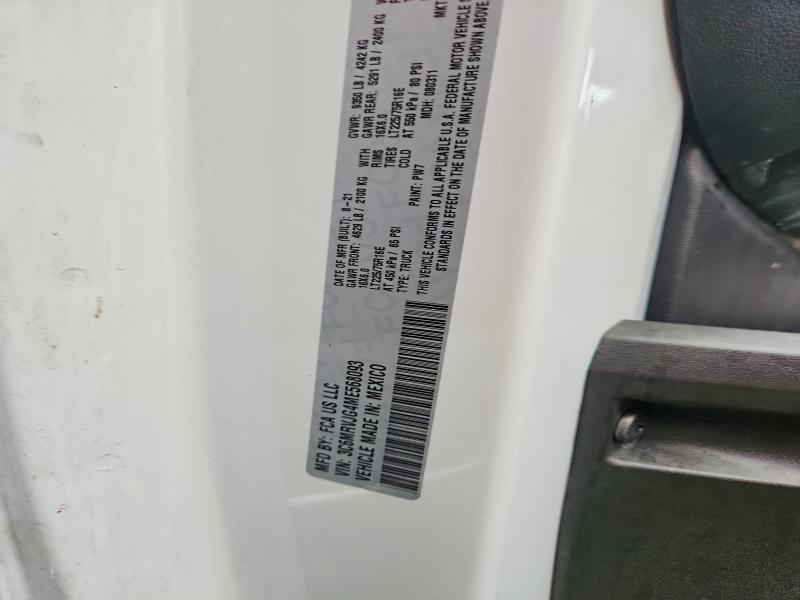 MFD BY: FCA US LLC
DATE OF MFR (BUILT): 8-21 GVWR: 9350 LB / 4242 KG
GAWR FRONT: 4629 LB / 2100 KG WITH GAWR REAR: 5291 LB / 2400 KG
16X6.0 RIMS 16X6.0
LT225/75R16E TIRES LT225/75R16E
AT 450 kPa / 65 PSI COLD AT 550 kPa / 80 PSI
VIN: 3C6MRVJG4ME568093 TYPE: TRUCK PAINT: PW7 MDH: 080311 MKT
VEHICLE MADE IN: MEXICO
THIS VEHICLE CONFORMS TO ALL APPLICABLE U.S.A. FEDERAL MOTOR VEHICLE
STANDARDS IN EFFECT ON THE DATE OF MANUFACTURE SHOWN ABOVE